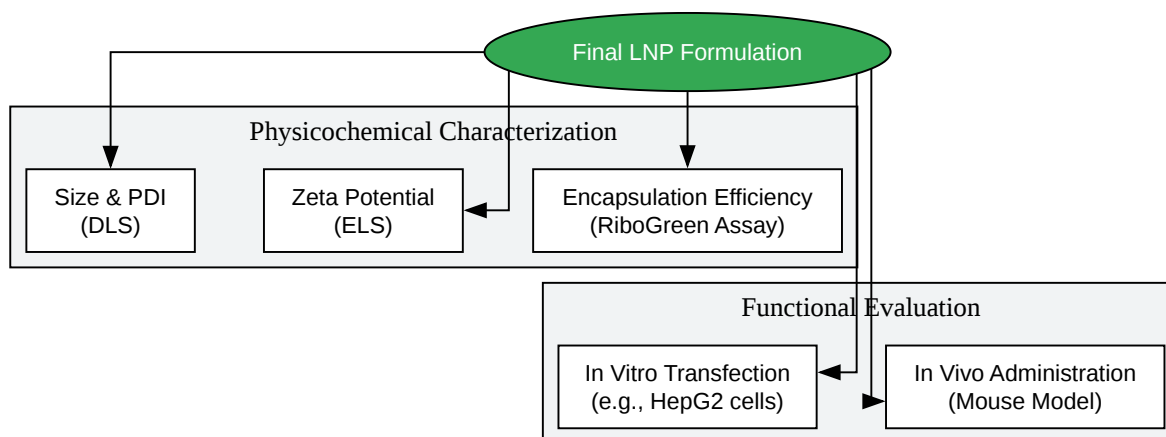 Final LNP Formulation
Physicochemical Characterization
Size & PDI
(DLS)
Zeta Potential
(ELS)
Encapsulation Efficiency
(RiboGreen Assay)
Functional Evaluation
In Vitro Transfection
(e.g., HepG2 cells)
In Vivo Administration
(Mouse Model)